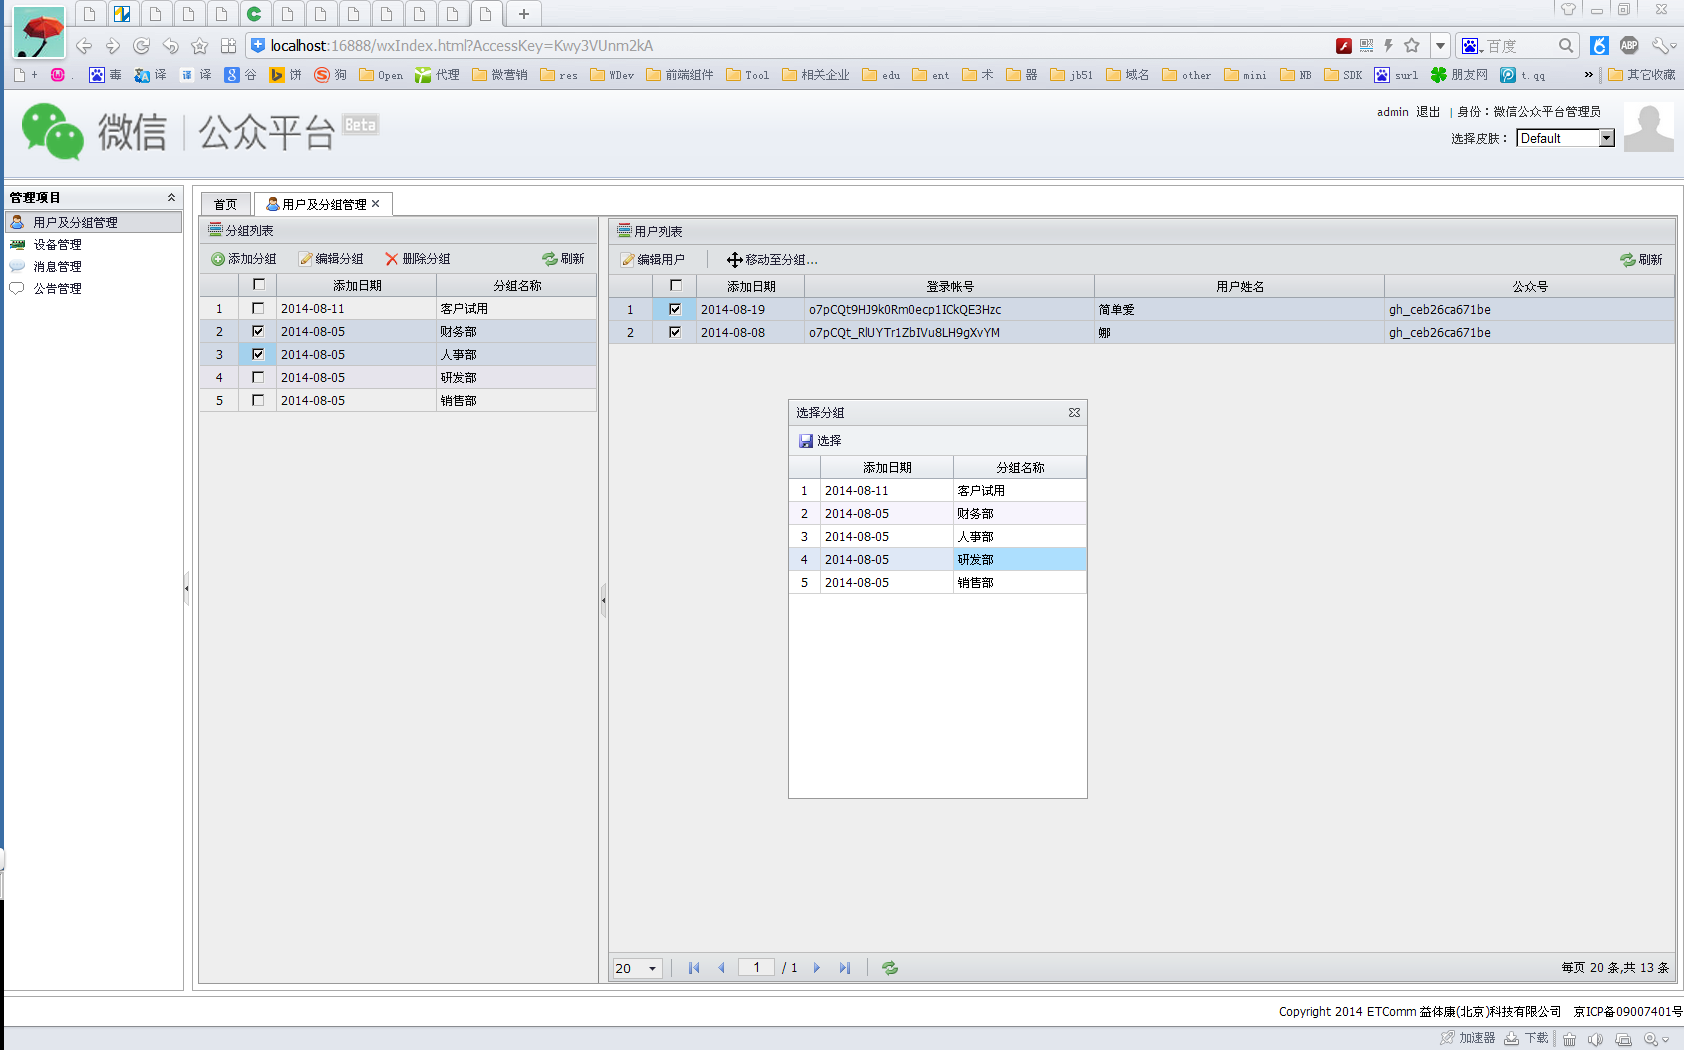 localhost:16888/wxIndex.html?AccessKey=Kwy3VUnm2kA
百度
ABP
+ . 毒 译 译 谷 饼 狗 Open 代理 微营销 res WDev 前端组件 Tool 相关企业 edu ent 术 器 jb51 域名 other mini NB SDK surl 朋友网 t.qq » 其它收藏
微信 公众平台 Beta
admin 退出 | 身份：微信公众平台管理员
选择皮肤： Default
管理项目
用户及分组管理
设备管理
消息管理
公告管理
首页 用户及分组管理
分组列表
添加分组 编辑分组 删除分组 刷新
添加日期 分组名称
1 2014-08-11 客户试用
2 2014-08-05 财务部
3 2014-08-05 人事部
4 2014-08-05 研发部
5 2014-08-05 销售部
用户列表
编辑用户 移动至分组... 刷新
添加日期 登录帐号 用户姓名 公众号
1 2014-08-19 o7pCQt9HJ9k0Rm0ecp1ICkQE3Hzc 简单爱 gh_ceb26ca671be
2 2014-08-08 o7pCQt_RlUYTr1ZbIVu8LH9gXvYM 娜 gh_ceb26ca671be
选择分组
选择
添加日期 分组名称
1 2014-08-11 客户试用
2 2014-08-05 财务部
3 2014-08-05 人事部
4 2014-08-05 研发部
5 2014-08-05 销售部
20 1 / 1 每页 20 条,共 13 条
Copyright 2014 ETComm 益体康(北京)科技有限公司 京ICP备09007401号
加速器 下载